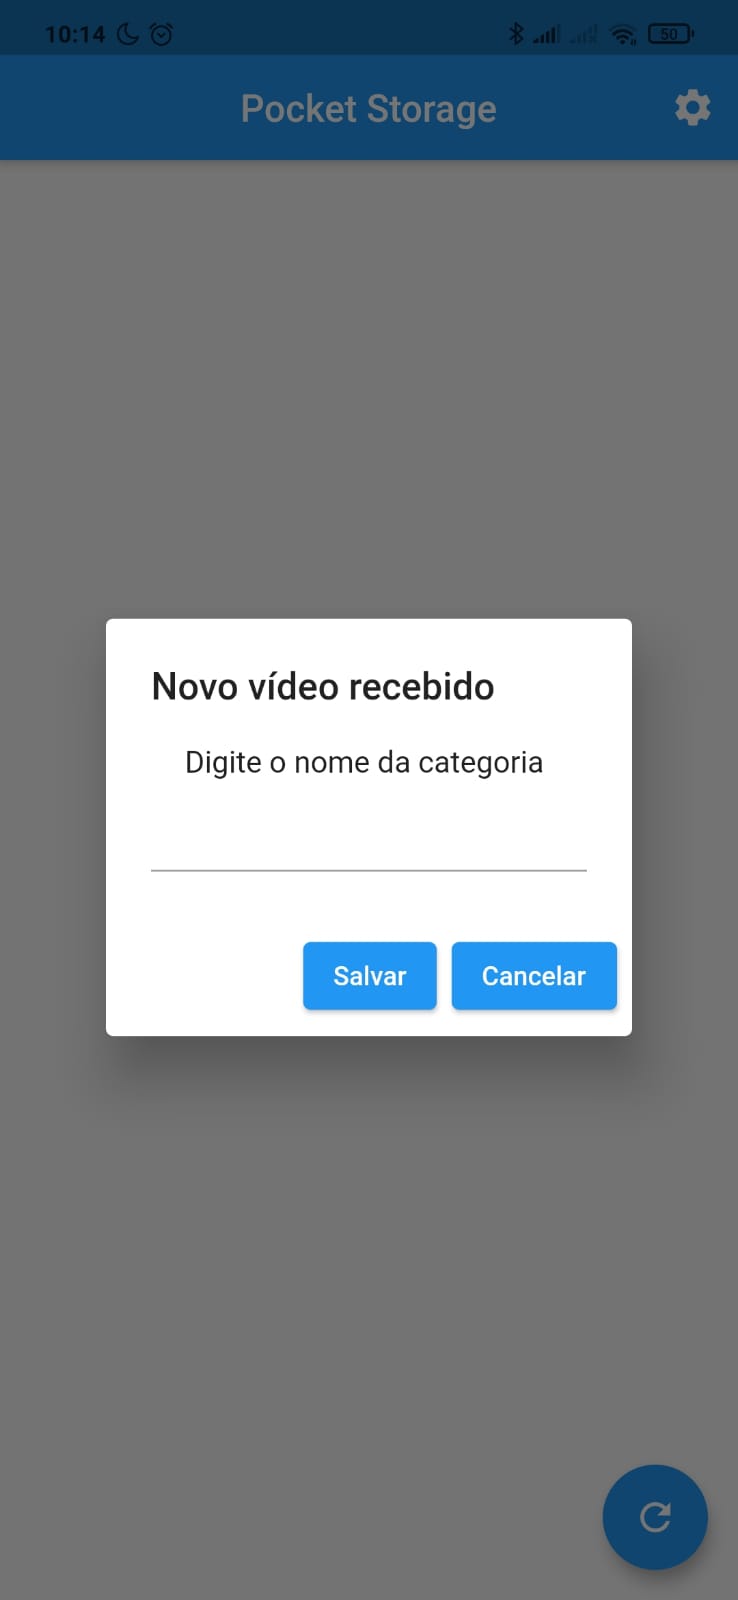 10:14
50
Pocket Storage
Novo vídeo recebido
Digite o nome da categoria
Salvar Cancelar